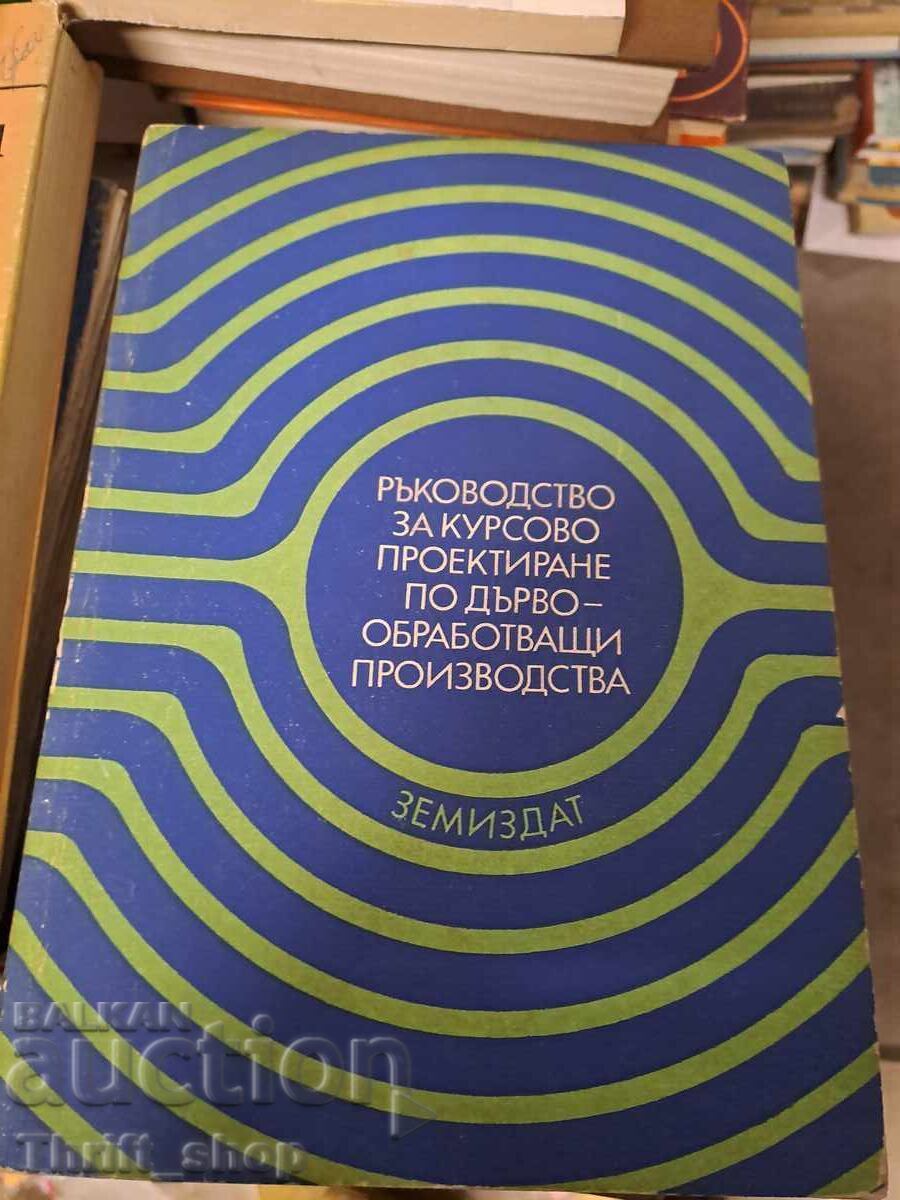 РЪКОВОДСТВО
ЗА КУРСОВО
ПРОЕКТИРАНЕ
ПО ДЪРВО–
ОБРАБОТВАЩИ
ПРОИЗВОДСТВА
ЗЕМИЗДАТ
BALKAN
auction
Thrift_shop